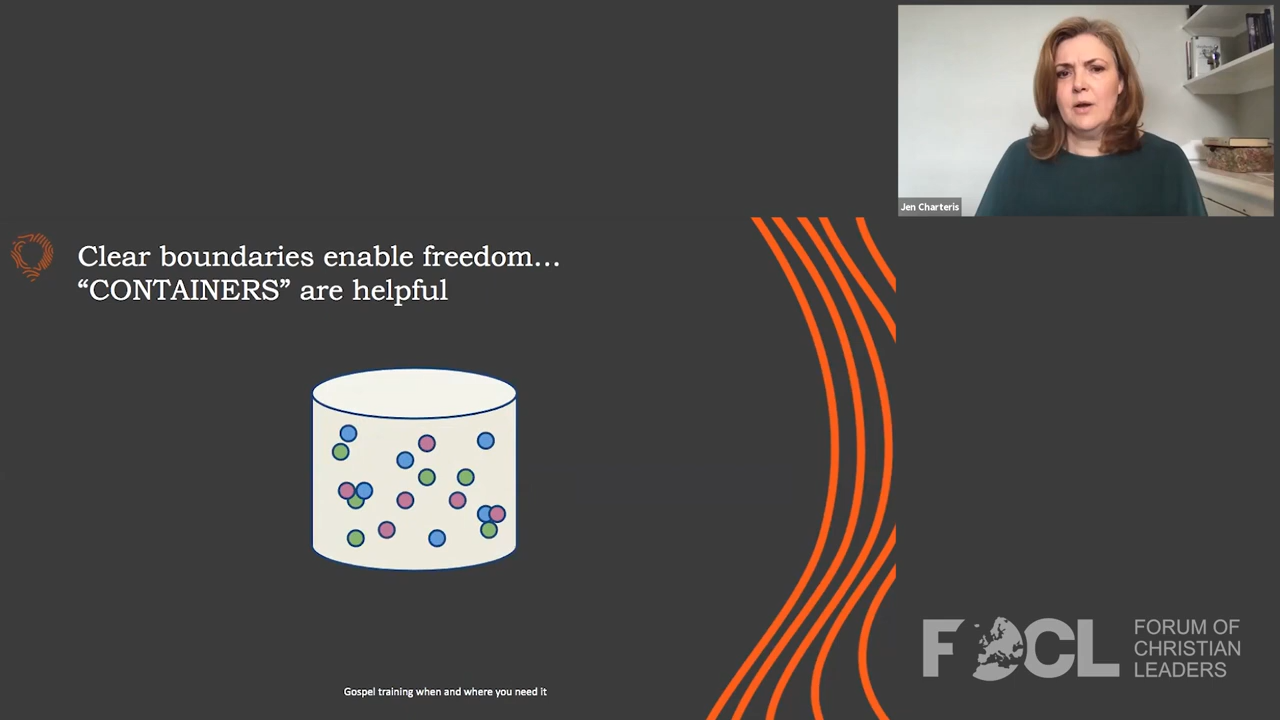 Jen Charteris
Clear boundaries enable freedom...
“CONTAINERS” are helpful
Gospel training when and where you need it
FOCL
FORUM OF
CHRISTIAN
LEADERS